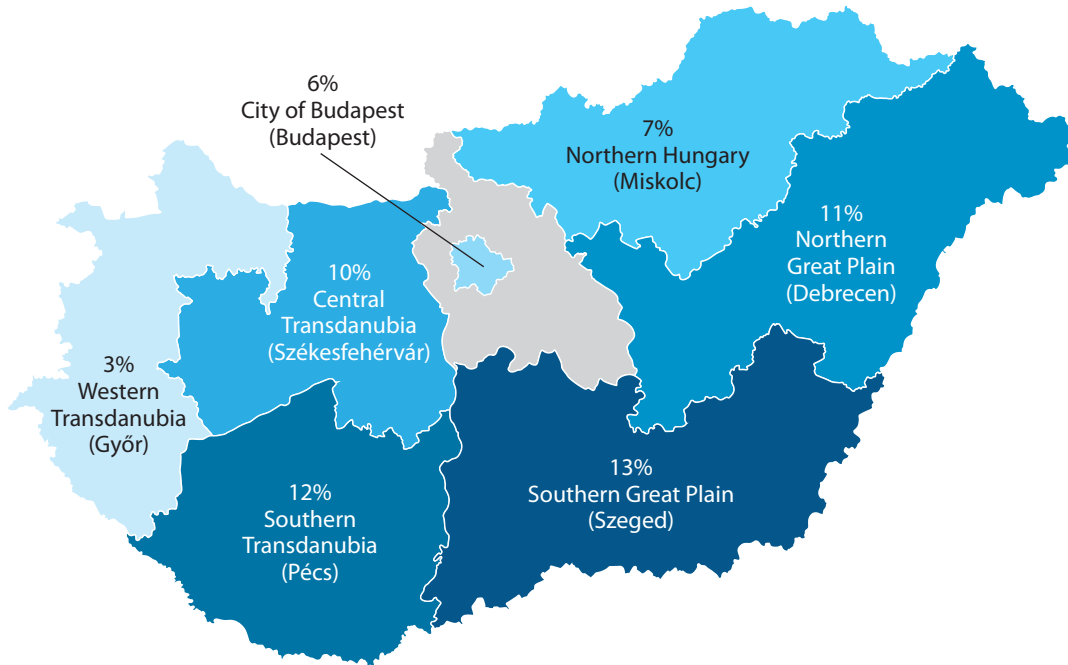 6%
City of Budapest
(Budapest)
7%
Northern Hungary
(Miskolc)
11%
Northern
Great Plain
(Debrecen)
10%
Central
Transdanubia
(Székesfehérvár)
3%
Western
Transdanubia
(Győr)
13%
Southern Great Plain
(Szeged)
12%
Southern
Transdanubia
(Pécs)